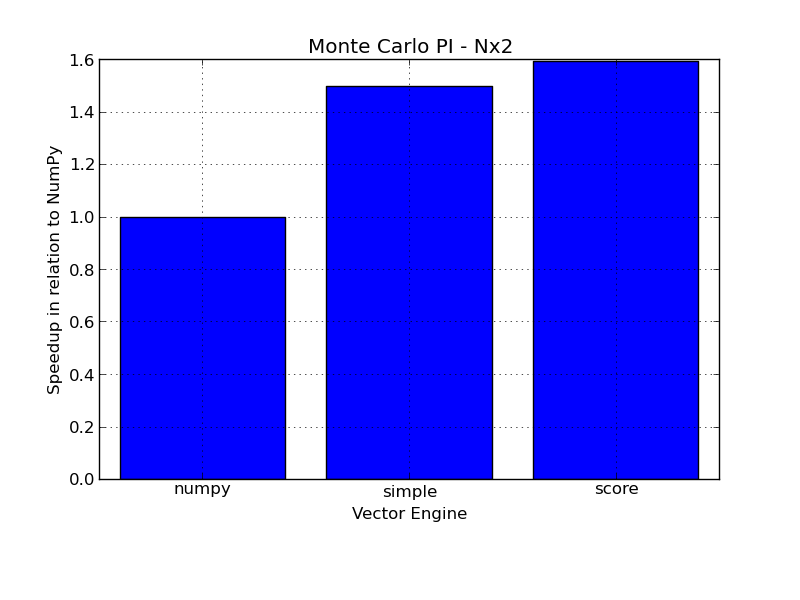 Monte Carlo PI - Nx2
1.6
1.4
1.2
1.0
0.8
0.6
0.4
0.2
0.0
Speedup in relation to NumPy
numpy simple score
Vector Engine